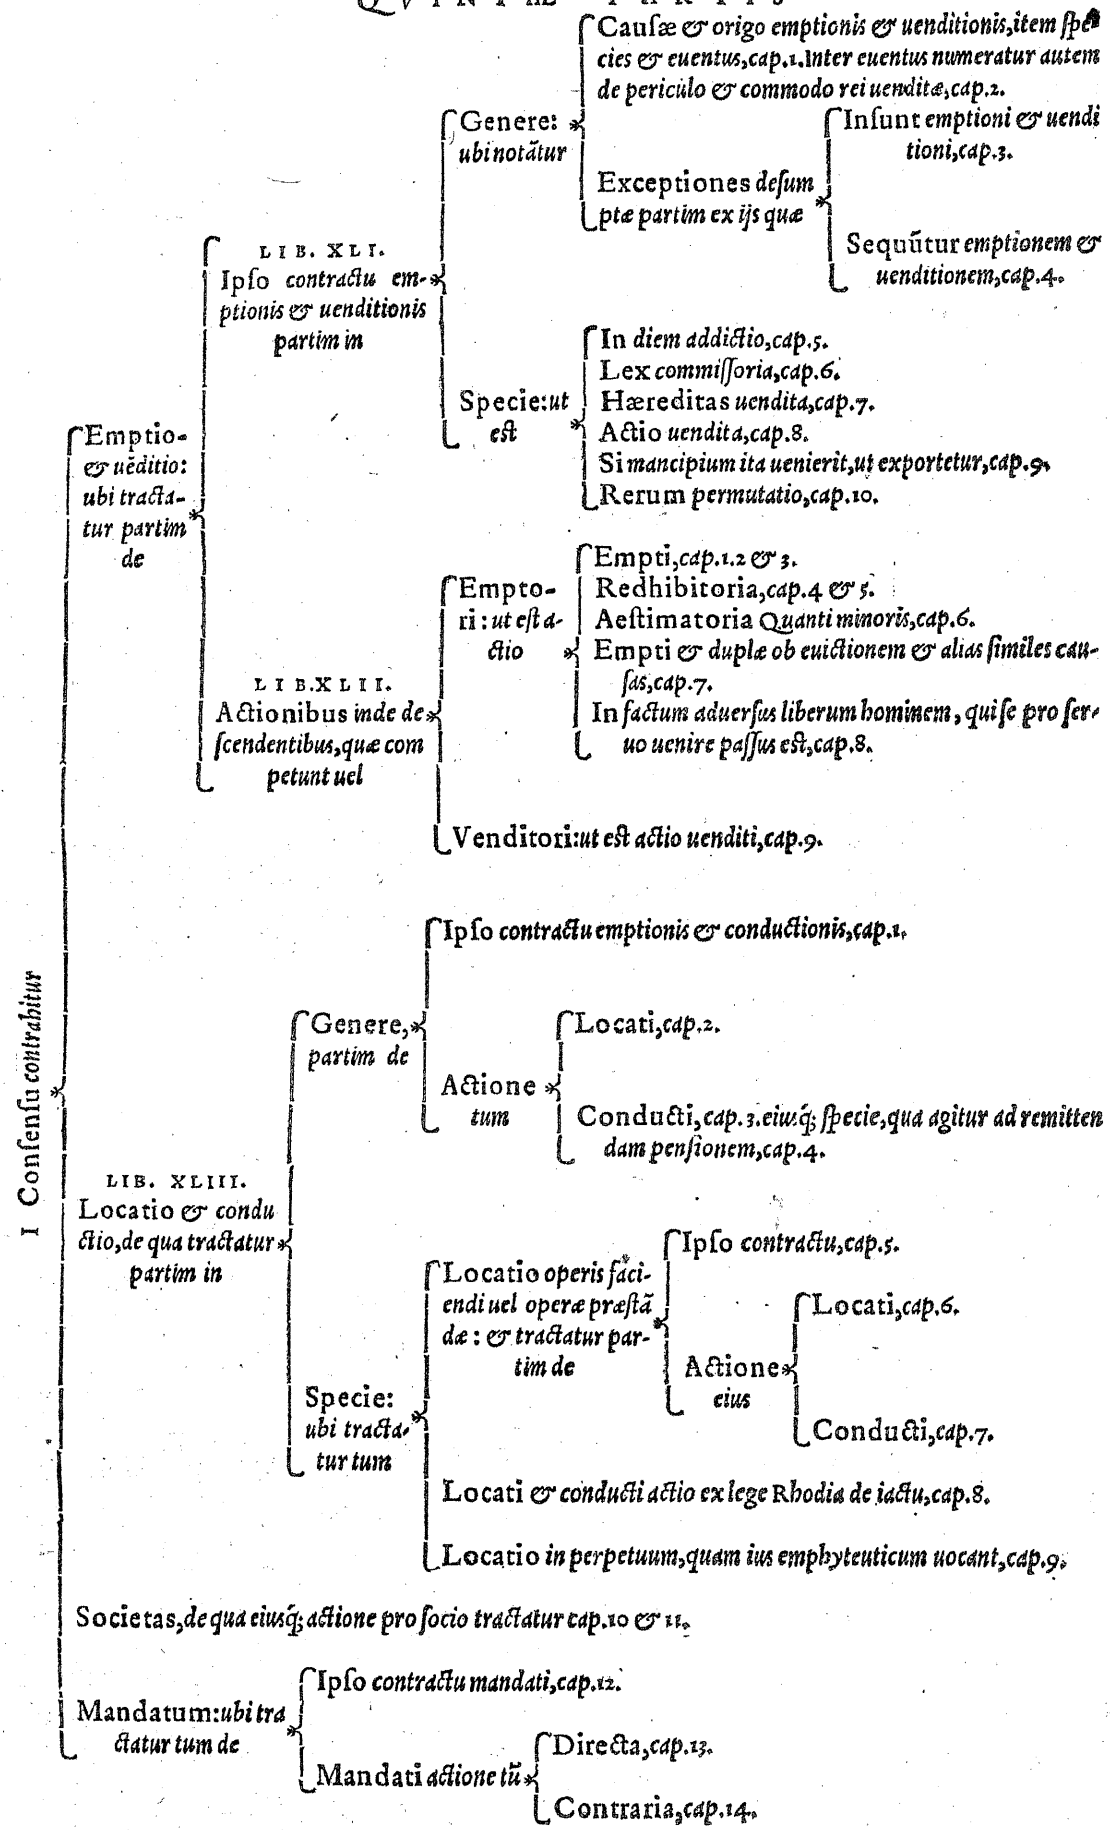 QVINTAE PARTIS
Cauſæ & origo emptionis & uenditionis,item ſpe
cies & euentus,cap.1.Inter euentus numeratur autem
de periculo & commodo rei uenditæ,cap.2.
Genere:
ubi notãtur
Inſunt emptioni & uendi
tioni,cap.3.
Exceptiones deſum
ptæ partim ex ijs quæ
Sequũtur emptionem &
uenditionem,cap.4.
LIB. XLI.
Ipſo contractu em-
ptionis & uenditionis
partim in
In diem addictio,cap.5.
Lex commiſſoria,cap.6.
Hæreditas uendita,cap.7.
Specie:ut
eſt
Actio uendita,cap.8.
Si mancipium ita uenierit,ut exportetur,cap.9.
Rerum permutatio,cap.10.
Emptio-
& uẽditio:
ubi tracta-
tur partim
de
Empti,cap.1.2 & 3.
Empto-
ri: ut eſt a-
ctio
Redhibitoria,cap.4 & 5.
Aeſtimatoria Quanti minoris,cap.6.
Empti & duplæ ob euictionem & alias ſimiles cau-
ſas,cap.7.
In factum aduerſus liberum hominem, qui ſe pro ſer-
uo uenire paſſus eſt,cap.8.
LIB.XLII.
Actionibus inde de
ſcendentibus,quæ com
petunt uel
Venditori:ut eſt actio uenditi,cap.9.
I Conſenſu contrahitur
Ipſo contractu emptionis & conductionis,cap.1.
Genere,
partim de
Locati,cap.2.
Actione
tum
Conducti,cap.3.eiusq́; ſpecie,qua agitur ad remitten
dam penſionem,cap.4.
LIB. XLIII.
Locatio & condu
ctio,de qua tractatur
partim in
Ipſo contractu,cap.5.
Locatio operis faci-
endi uel operæ præſtã
dæ: & tractatur par-
tim de
Locati,cap.6.
Actione
eius
Conducti,cap.7.
Specie:
ubi tracta-
tur tum
Locati & conducti actio ex lege Rhodia de iactu,cap.8.
Locatio in perpetuum,quam ius emphyteuticum uocant,cap.9.
Societas,de qua eiusq́; actione pro ſocio tractatur cap.10 & 11.
Ipſo contractu mandati,cap.12.
Mandatum:ubi tra
ctatur tum de
Directa,cap.13.
Mandati actione tũ
Contraria,cap.14.